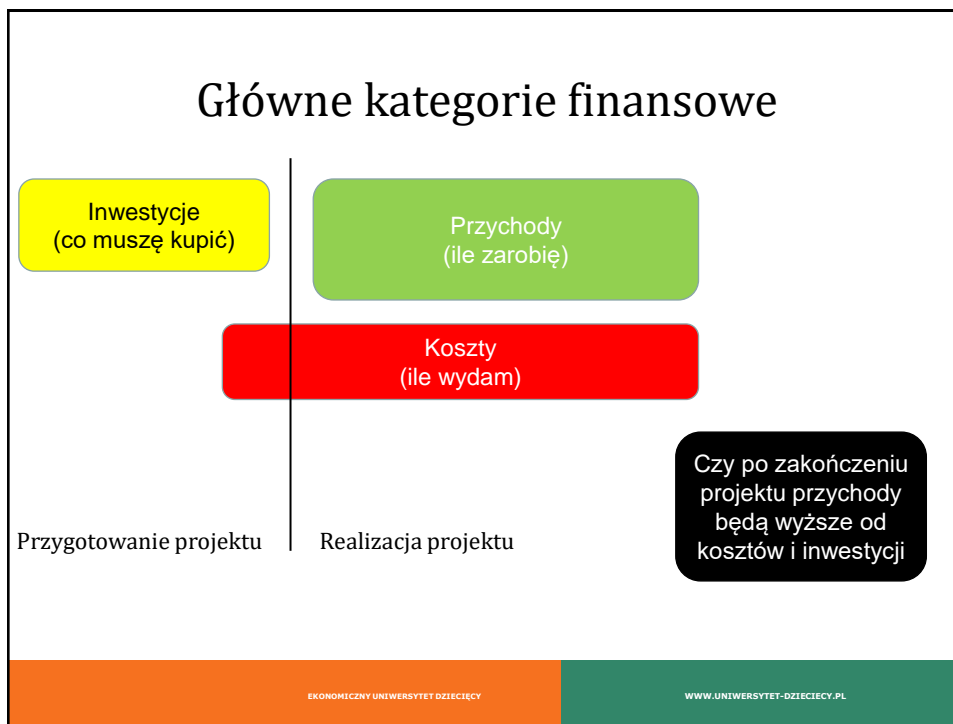 Główne kategorie finansowe
Inwestycje
(co muszę kupić)
Przychody
(ile zarobię)
Koszty
(ile wydam)
Czy po zakończeniu
projektu przychody
będą wyższe od
kosztów i inwestycji
Przygotowanie projektu
Realizacja projektu
EKONOMICZNY UNIWERSYTET DZIECIĘCY
WWW.UNIWERSYTET-DZIECIECY.PL